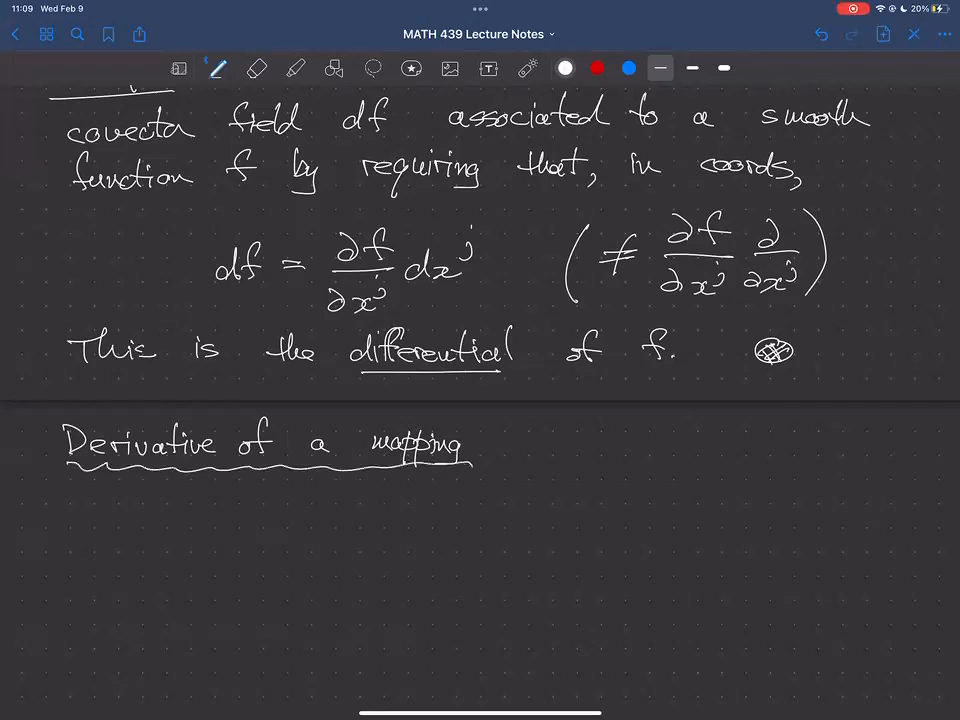 11:09 Wed Feb 9
20%
MATH 439 Lecture Notes
covector field df associated to a smooth
function f by requiring that, in coords,
df = ∂f/∂x^j dx^j ( ≠ ∂f/∂x^j ∂/∂x^j )
This is the differential of f.
Derivative of a mapping